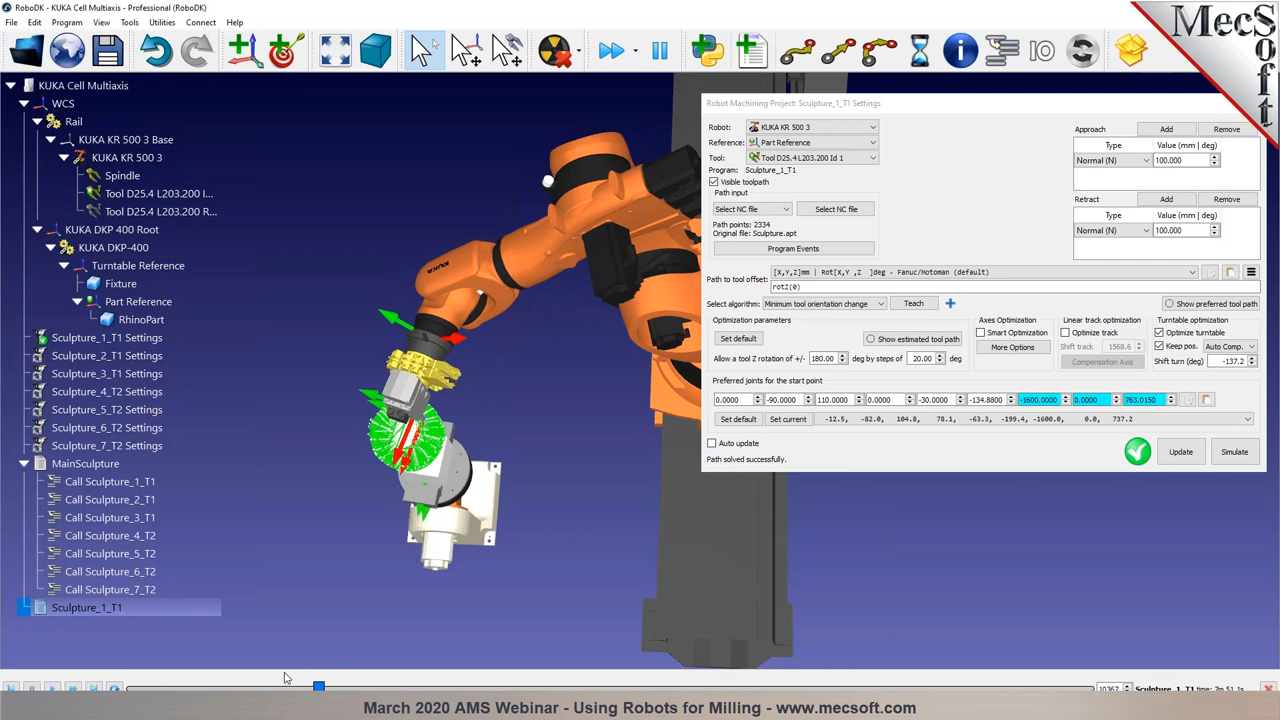 KUKA Cell Multiaxis - Professional (RoboDK)
File Edit Program View Tools Utilities Connect Help
IO
MecSoft
KUKA Cell Multiaxis
WCS
Rail
KUKA KR 500 3 Base
KUKA KR 500 3
Spindle
Tool D25.4 L203.200 I...
Tool D25.4 L203.200 R...
KUKA DKP 400 Root
KUKA DKP-400
Turntable Reference
Fixture
Part Reference
RhinoPart
Sculpture_1_T1 Settings
Sculpture_2_T1 Settings
Sculpture_3_T1 Settings
Sculpture_4_T2 Settings
Sculpture_5_T2 Settings
Sculpture_6_T2 Settings
Sculpture_7_T2 Settings
MainSculpture
Call Sculpture_1_T1
Call Sculpture_2_T1
Call Sculpture_3_T1
Call Sculpture_4_T2
Call Sculpture_5_T2
Call Sculpture_6_T2
Call Sculpture_7_T2
Sculpture_1_T1
KUKA
Robot Machining Project: Sculpture_1_T1 Settings
Robot: KUKA KR 500 3
Reference: Part Reference
Tool: Tool D25.4 L203.200 Id 1
Program: Sculpture_1_T1
Visible toolpath
Path input
Select NC file Select NC file
Path points: 2334
Original file: Sculpture.apt
Program Events
Approach Add Remove
Type Value (mm | deg)
Normal (N) 100.000
Retract Add Remove
Type Value (mm | deg)
Normal (N) 100.000
Path to tool offset: [X,Y,Z]mm | Rot[X,Y ,Z ]deg - Fanuc/Motoman (default)
rotZ(0)
Select algorithm: Minimum tool orientation change Teach Show preferred tool path
Optimization parameters
Set default Show estimated tool path
Allow a tool Z rotation of +/- 180.00 deg by steps of 20.00 deg
Axes Optimization
Smart Optimization
More Options
Linear track optimization
Optimize track
Shift track 1568.6
Compensation Axis
Turntable optimization
Optimize turntable
Keep pos. Auto Comp.
Shift turn (deg) -137.2
Preferred joints for the start point
0.0000 -90.0000 110.0000 0.0000 -30.0000 -134.8800 -1600.0000 0.0000 763.0150
Set default Set current -12.5, -82.0, 104.8, 78.1, -63.3, -199.4, -1600.0, 0.0, 737.2
Auto update
Path solved successfully.
Update Simulate
10367 Sculpture_1_T1 time: 7m 51.1s
March 2020 AMS Webinar - Using Robots for Milling - www.mecsoft.com